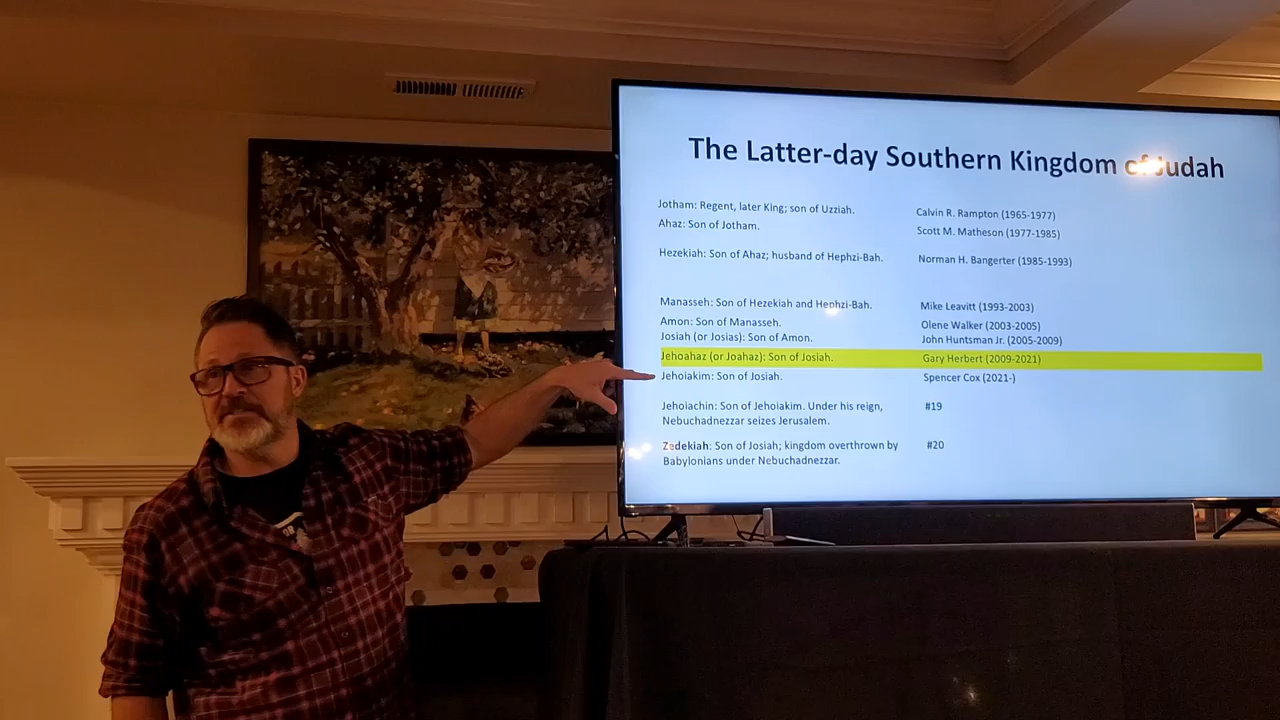 The Latter-day Southern Kingdom of Judah
Jotham: Regent, later King; son of Uzziah. Calvin R. Rampton (1965-1977)
Ahaz: Son of Jotham. Scott M. Matheson (1977-1985)
Hezekiah: Son of Ahaz; husband of Hephzi-Bah. Norman H. Bangerter (1985-1993)
Manasseh: Son of Hezekiah and Hephzi-Bah. Mike Leavitt (1993-2003)
Amon: Son of Manasseh. Olene Walker (2003-2005)
Josiah (or Josias): Son of Amon. John Huntsman Jr. (2005-2009)
Jehoahaz (or Joahaz): Son of Josiah. Gary Herbert (2009-2021)
Jehoiakim: Son of Josiah. Spencer Cox (2021-)
Jehoiachin: Son of Jehoiakim. Under his reign, #19
Nebuchadnezzar seizes Jerusalem.
Zedekiah: Son of Josiah; kingdom overthrown by #20
Babylonians under Nebuchadnezzar.